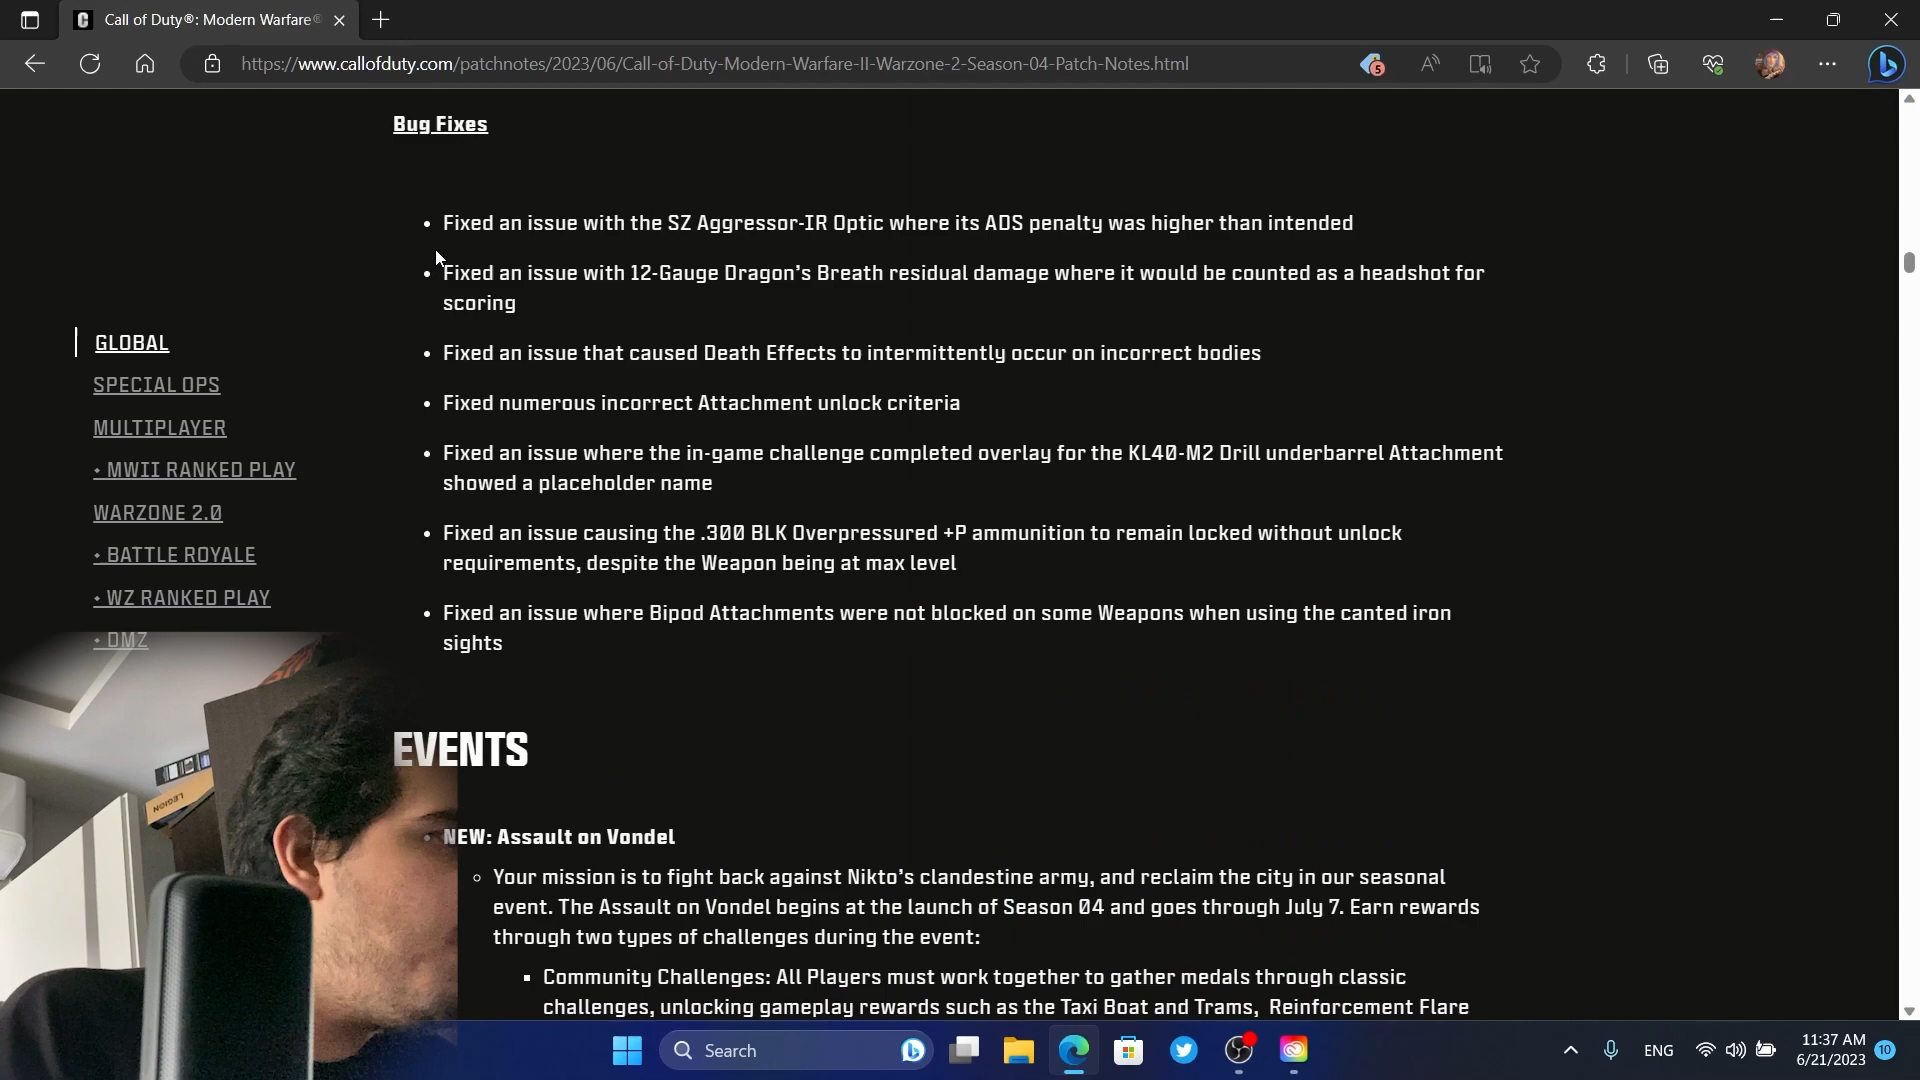 Call of Duty®: Modern Warfare®
https://www.callofduty.com/patchnotes/2023/06/Call-of-Duty-Modern-Warfare-II-Warzone-2-Season-04-Patch-Notes.html
5
Bug Fixes
• Fixed an issue with the SZ Aggressor-IR Optic where its ADS penalty was higher than intended
• Fixed an issue with 12-Gauge Dragon’s Breath residual damage where it would be counted as a headshot for
scoring
• Fixed an issue that caused Death Effects to intermittently occur on incorrect bodies
• Fixed numerous incorrect Attachment unlock criteria
• Fixed an issue where the in-game challenge completed overlay for the KL40-M2 Drill underbarrel Attachment
showed a placeholder name
• Fixed an issue causing the .300 BLK Overpressured +P ammunition to remain locked without unlock
requirements, despite the Weapon being at max level
• Fixed an issue where Bipod Attachments were not blocked on some Weapons when using the canted iron
sights
GLOBAL
SPECIAL OPS
MULTIPLAYER
• MWII RANKED PLAY
WARZONE 2.0
• BATTLE ROYALE
• WZ RANKED PLAY
• DMZ
EVENTS
• NEW: Assault on Vondel
Your mission is to fight back against Nikto’s clandestine army, and reclaim the city in our seasonal
event. The Assault on Vondel begins at the launch of Season 04 and goes through July 7. Earn rewards
through two types of challenges during the event:
Community Challenges: All Players must work together to gather medals through classic
challenges, unlocking gameplay rewards such as the Taxi Boat and Trams, Reinforcement Flare
LEGION
Search
ENG
11:37 AM
6/21/2023
10